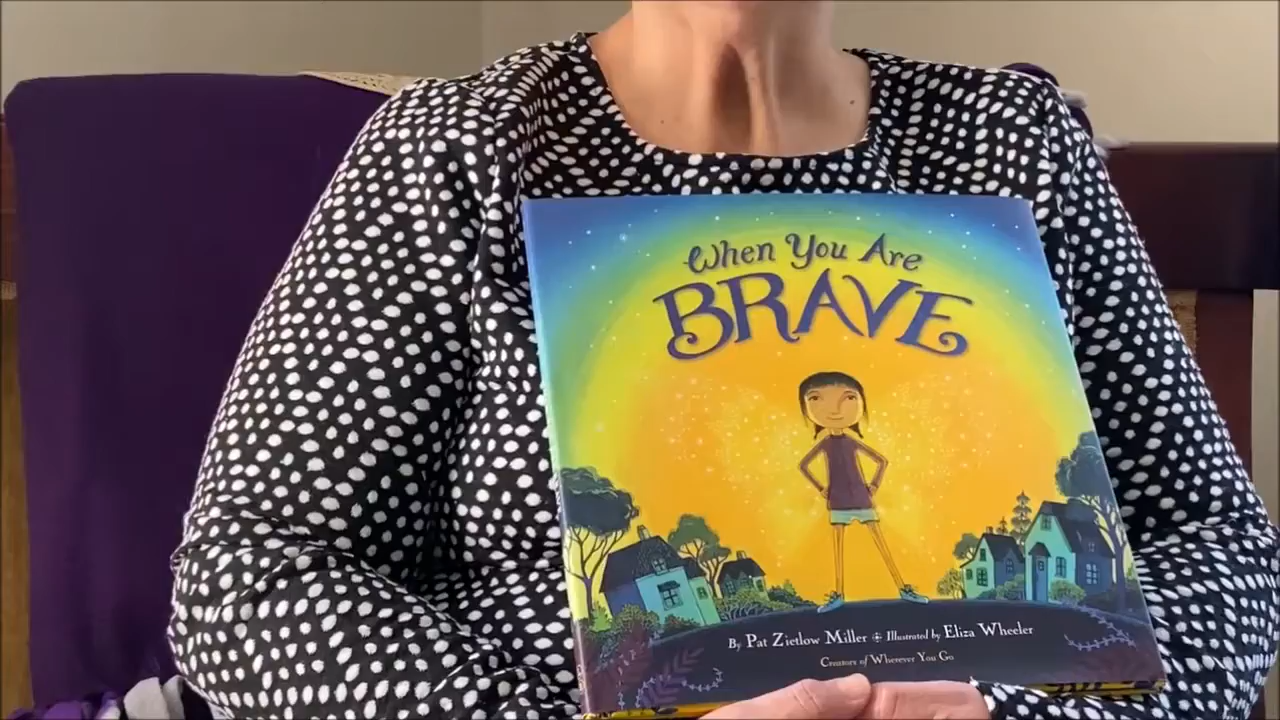 When You Are
BRAVE
By Pat Zietlow Miller Illustrated by Eliza Wheeler
Creators of Wherever You Go